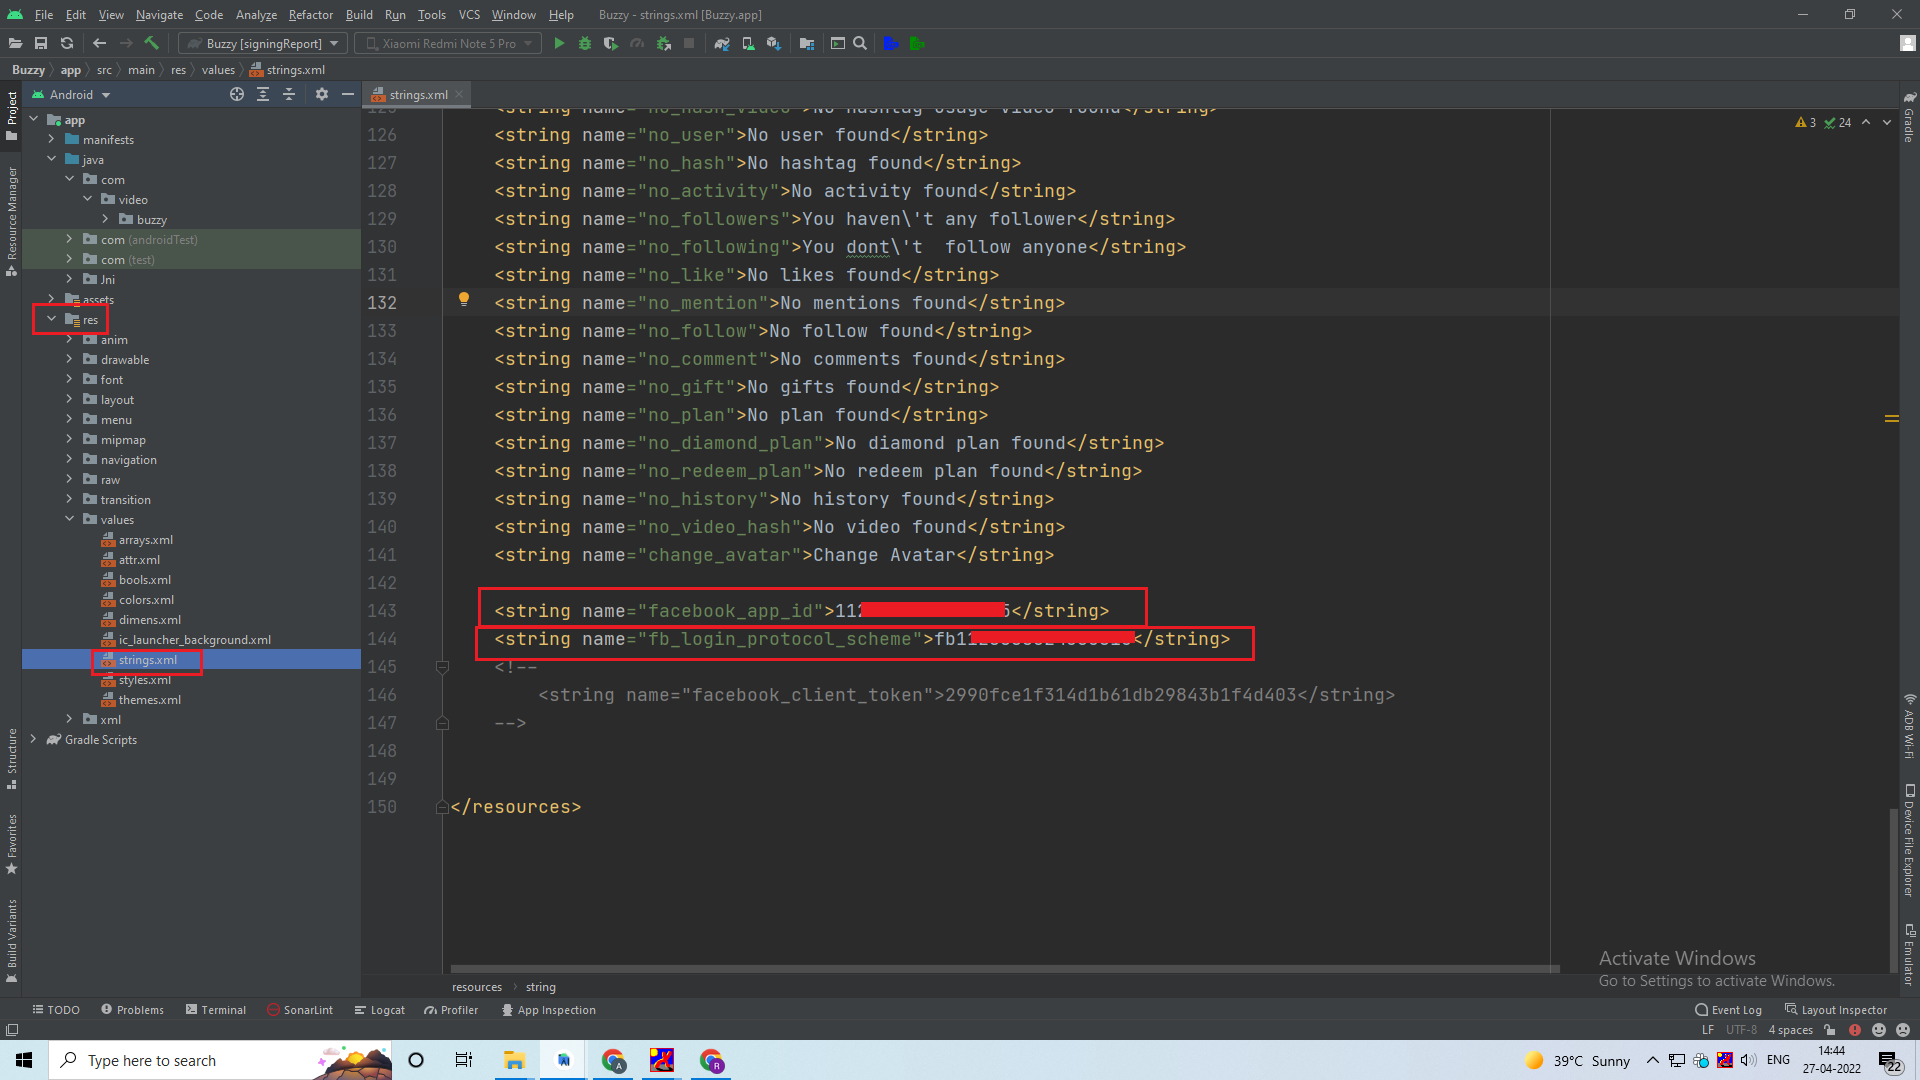 File Edit View Navigate Code Analyze Refactor Build Run Tools VCS Window Help Buzzy - strings.xml [Buzzy.app]
Buzzy [signingReport] Xiaomi Redmi Note 5 Pro
Buzzy app src main res values strings.xml
Project
Resource Manager
Structure
Favorites
Build Variants
Android
app
manifests
java
com
video
buzzy
com (androidTest)
com (test)
Jni
assets
res
anim
drawable
font
layout
menu
mipmap
navigation
raw
transition
values
arrays.xml
attr.xml
bools.xml
colors.xml
dimens.xml
ic_launcher_background.xml
strings.xml
styles.xml
themes.xml
xml
Gradle Scripts
strings.xml
3 24
125 <string name="no_hash_video">No hashtag usage video found</string>
126 <string name="no_user">No user found</string>
127 <string name="no_hash">No hashtag found</string>
128 <string name="no_activity">No activity found</string>
129 <string name="no_followers">You haven\'t any follower</string>
130 <string name="no_following">You dont\'t  follow anyone</string>
131 <string name="no_like">No likes found</string>
132 <string name="no_mention">No mentions found</string>
133 <string name="no_follow">No follow found</string>
134 <string name="no_comment">No comments found</string>
135 <string name="no_gift">No gifts found</string>
136 <string name="no_plan">No plan found</string>
137 <string name="no_diamond_plan">No diamond plan found</string>
138 <string name="no_redeem_plan">No redeem plan found</string>
139 <string name="no_history">No history found</string>
140 <string name="no_video_hash">No video found</string>
141 <string name="change_avatar">Change Avatar</string>
142
143 <string name="facebook_app_id">112 5</string>
144 <string name="fb_login_protocol_scheme">fb11 </string>
145 <!--
146 <string name="facebook_client_token">2990fce1f314d1b61db29843b1f4d403</string>
147 -->
148
149
150 </resources>
resources string
Gradle
ADB Wi-Fi
Device File Explorer
Emulator
Activate Windows
Go to Settings to activate Windows.
TODO Problems Terminal SonarLint Logcat Profiler App Inspection Event Log Layout Inspector
LF UTF-8 4 spaces
Type here to search
39°C Sunny ENG 14:44
27-04-2022 22